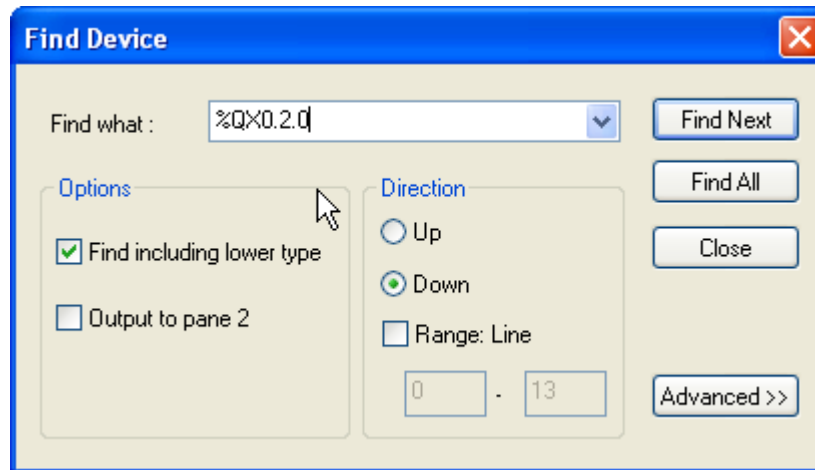 Find Device
Find what :
%QX0.2.0
Find Next
Options
Direction
Find All
Up
Find including lower type
Close
Down
Output to pane 2
Range: Line
0 - 13
Advanced >>